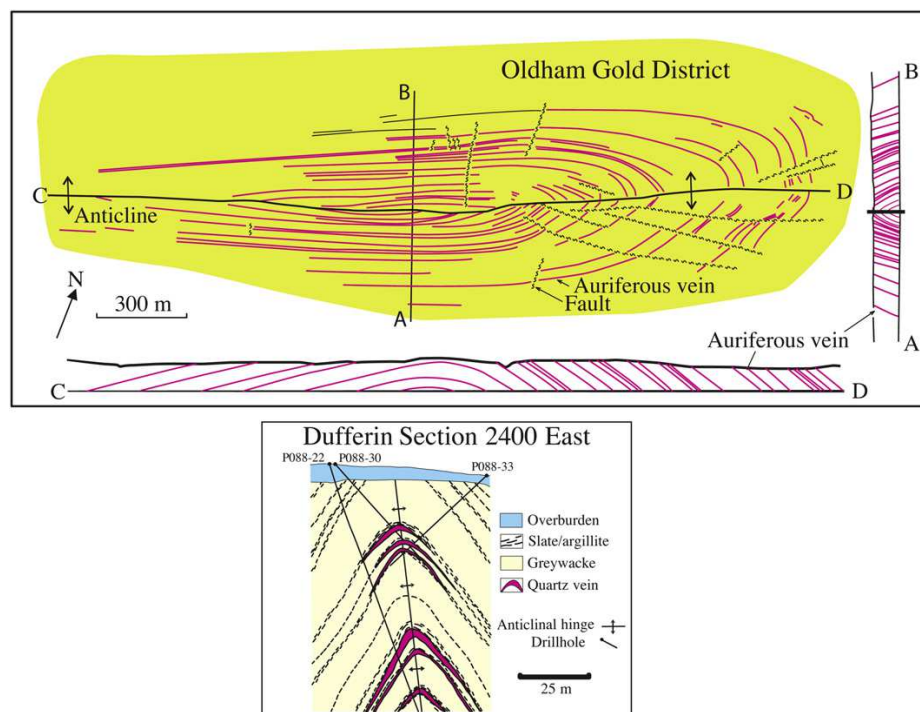 Oldham Gold District
B
B
C
D
Anticline
N
300 m
A
Auriferous vein
Fault
Auriferous vein
A
C
D
Dufferin Section 2400 East
P088-22
P088-30
P088-33
Overburden
Slate/argillite
Greywacke
Quartz vein
Anticlinal hinge
Drillhole
25 m